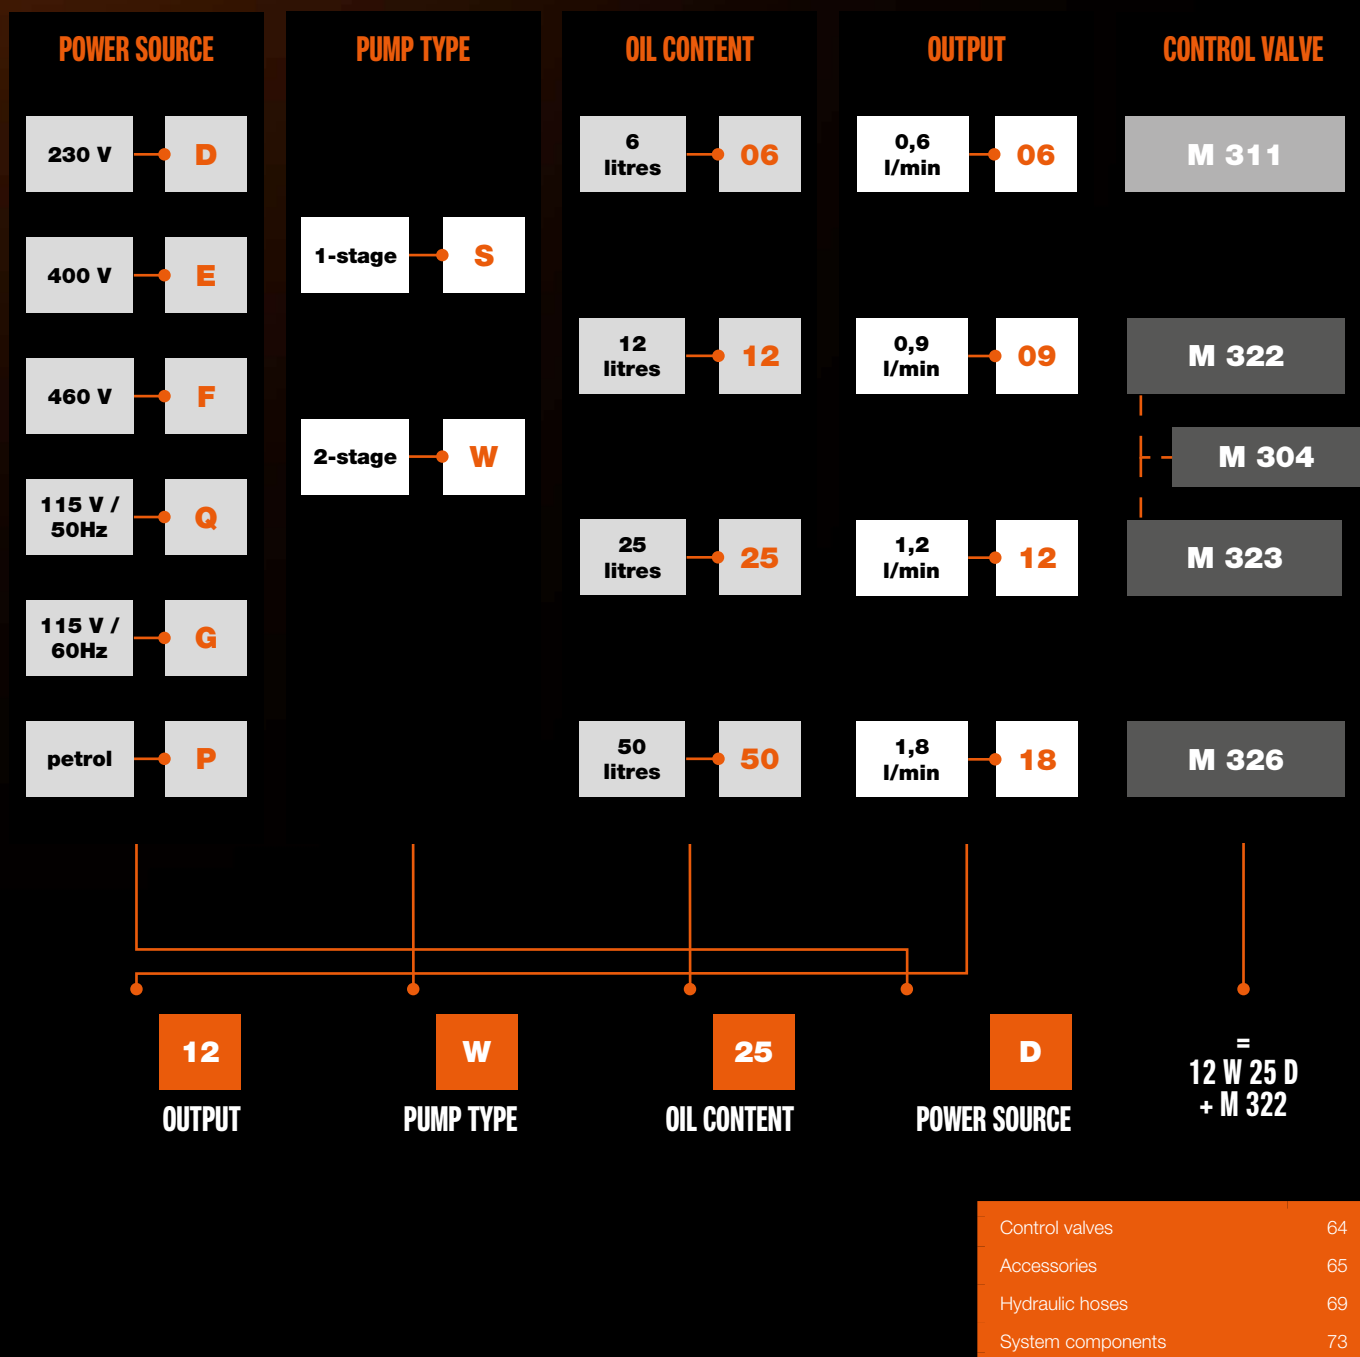 POWER SOURCE
230 V
D
400 V
E
460 V
F
115 V /
50Hz
Q
115 V /
60Hz
G
petrol
P
PUMP TYPE
1-stage
S
2-stage
W
OIL CONTENT
6
litres
06
12
litres
12
25
litres
25
50
litres
50
OUTPUT
0,6
l/min
06
0,9
l/min
09
1,2
l/min
12
1,8
l/min
18
CONTROL VALVE
M 311
M 322
M 304
M 323
M 326
12
OUTPUT
W
PUMP TYPE
25
OIL CONTENT
D
POWER SOURCE
=
12 W 25 D
+ M 322
Control valves 64
Accessories 65
Hydraulic hoses 69
System components 73